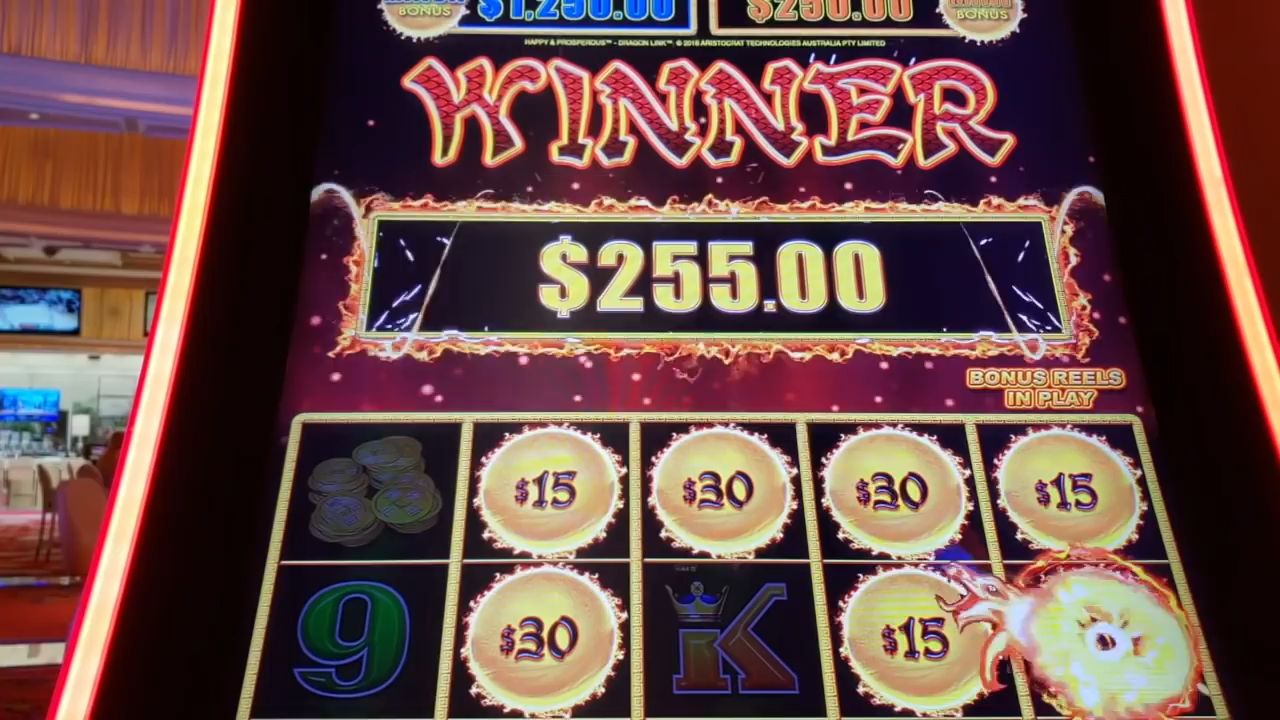 BONUS $1,250.00 $250.00 BONUS
HAPPY & PROSPEROUS™ - DRAGON LINK™, © 2016 ARISTOCRAT TECHNOLOGIES AUSTRALIA PTY LIMITED
WINNER
$255.00
BONUS REELS
IN PLAY
$15 $30 $30 $15
9 $30 K $15